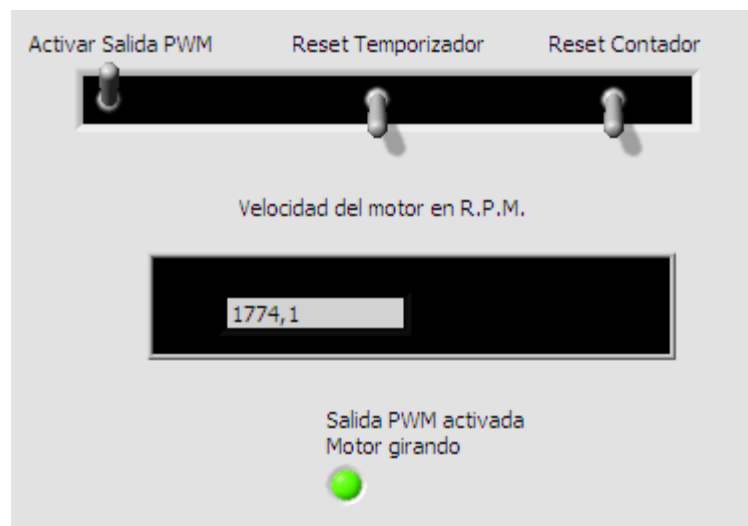 Activar Salida PWM Reset Temporizador Reset Contador
Velocidad del motor en R.P.M.
1774,1
Salida PWM activada
Motor girando